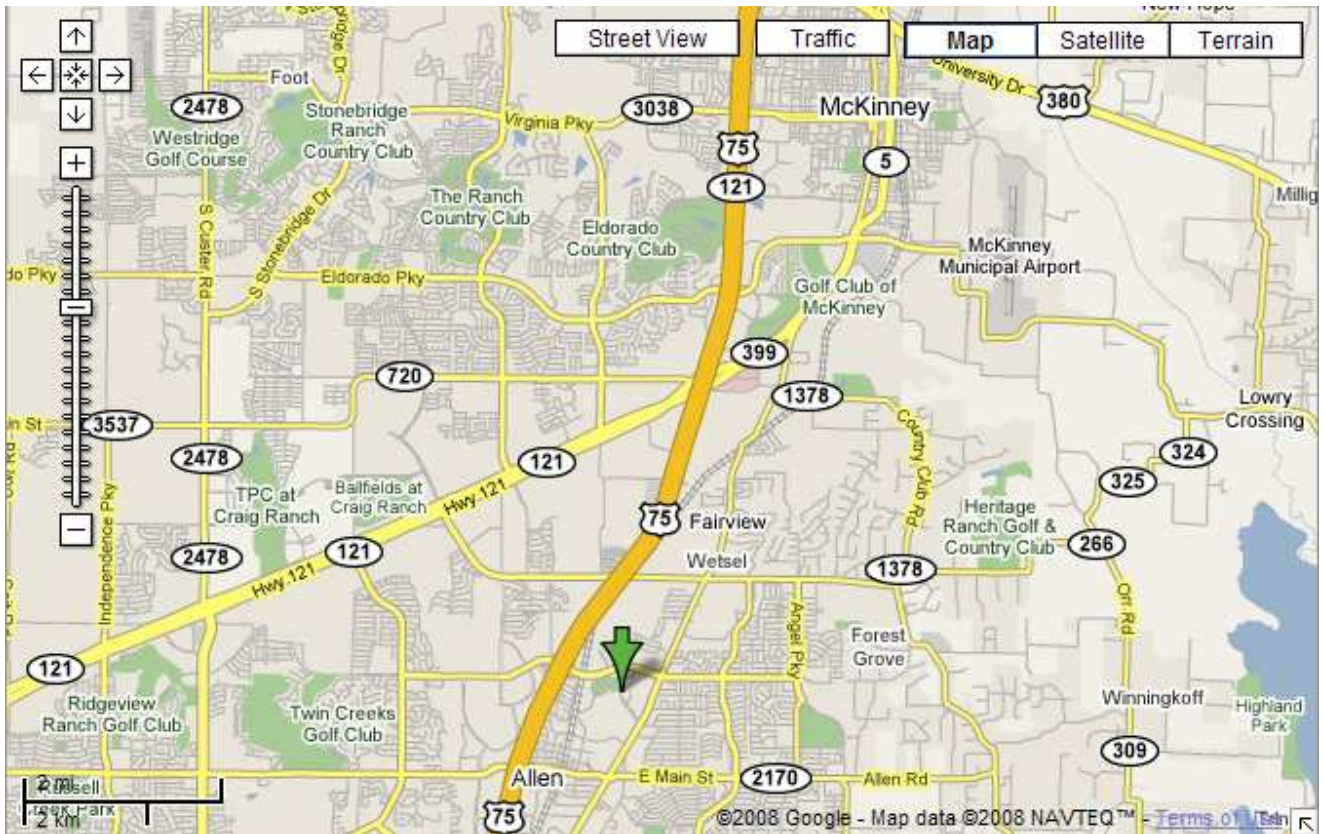 Street View
Traffic
Map
Satellite
Terrain
University Dr.
380
Foot
2478
Stonebridge
Ranch
Country Club
Virginia Pky
3038
McKinney
Westridge
Golf Course
75
5
121
The Ranch
Country Club
S Custer Rd
S Stonebridge Dr
Eldorado
Country Club
Eldorado Pky
McKinney
Municipal Airport
Golf Club of
McKinney
399
720
1378
Country Club Rd
Lowry
Crossing
3537
2478
121
324
325
TPC at
Craig Ranch
Ballfields at
Craig Ranch
Hwy 121
Independence Pky
75
Fairview
Heritage
Ranch Golf &
Country Club
266
2478
121
Wetsel
1378
Hwy 121
Orr Rd
Angel Pky
Forest
Grove
121
Ridgeview
Ranch Golf Club
Twin Creeks
Golf Club
Winningkoff
Highland
Park
309
Allen
E Main St
2170
Allen Rd
2 mi
2 km
75
©2008 Google - Map data ©2008 NAVTEQ™ - Terms of Use